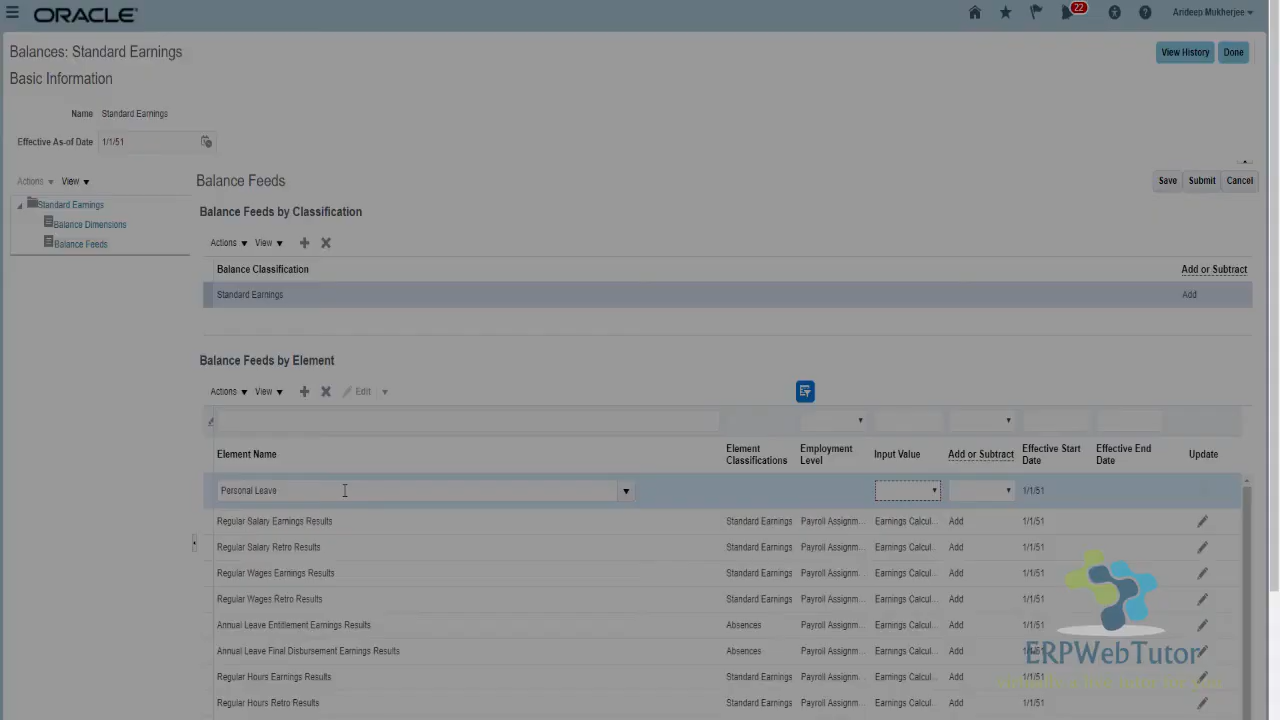 ORACLE
22
Arideep Mukherjee
Balances: Standard Earnings
View History Done
Basic Information
Name Standard Earnings
Effective As-of Date 1/1/51
Actions View
Standard Earnings
Balance Dimensions
Balance Feeds
Balance Feeds
Save Submit Cancel
Balance Feeds by Classification
Actions View
Balance Classification Add or Subtract
Standard Earnings Add
Balance Feeds by Element
Actions View Edit
Element Name Element Classifications Employment Level Input Value Add or Subtract Effective Start Date Effective End Date Update
Personal Leave 1/1/51
Regular Salary Earnings Results Standard Earnings Payroll Assignm... Earnings Calcul... Add 1/1/51
Regular Salary Retro Results Standard Earnings Payroll Assignm... Earnings Calcul... Add 1/1/51
Regular Wages Earnings Results Standard Earnings Payroll Assignm... Earnings Calcul... Add 1/1/51
Regular Wages Retro Results Standard Earnings Payroll Assignm... Earnings Calcul... Add 1/1/51
Annual Leave Entitlement Earnings Results Absences Payroll Assignm... Earnings Calcul... Add 1/1/51
Annual Leave Final Disbursement Earnings Results Absences Payroll Assignm... Earnings Calcul... Add 1/1/51
Regular Hours Earnings Results Standard Earnings Payroll Assignm... Earnings Calcul... Add
Regular Hours Retro Results Standard Earnings Payroll Assignm... Earnings Calcul... Add 1/1/51
ERPWebTutor